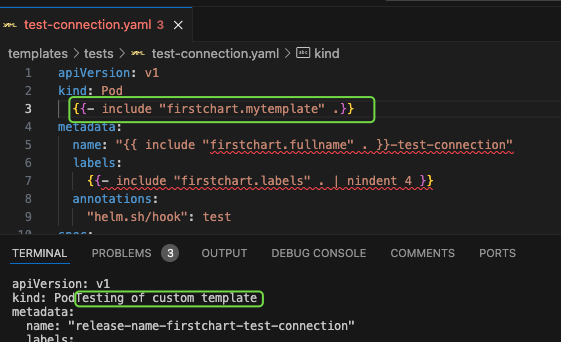 test-connection.yaml 3
templates > tests > test-connection.yaml > kind
1 apiVersion: v1
2 kind: Pod
3 {{- include "firstchart.mytemplate" .}}
4 metadata:
5 name: "{{ include "firstchart.fullname" . }}-test-connection"
6 labels:
7 {{- include "firstchart.labels" . | nindent 4 }}
8 annotations:
9 "helm.sh/hook": test
10 spec:
TERMINAL PROBLEMS 3 OUTPUT DEBUG CONSOLE COMMENTS PORTS
apiVersion: v1
kind: PodTesting of custom template
metadata:
name: "release-name-firstchart-test-connection"
labels: